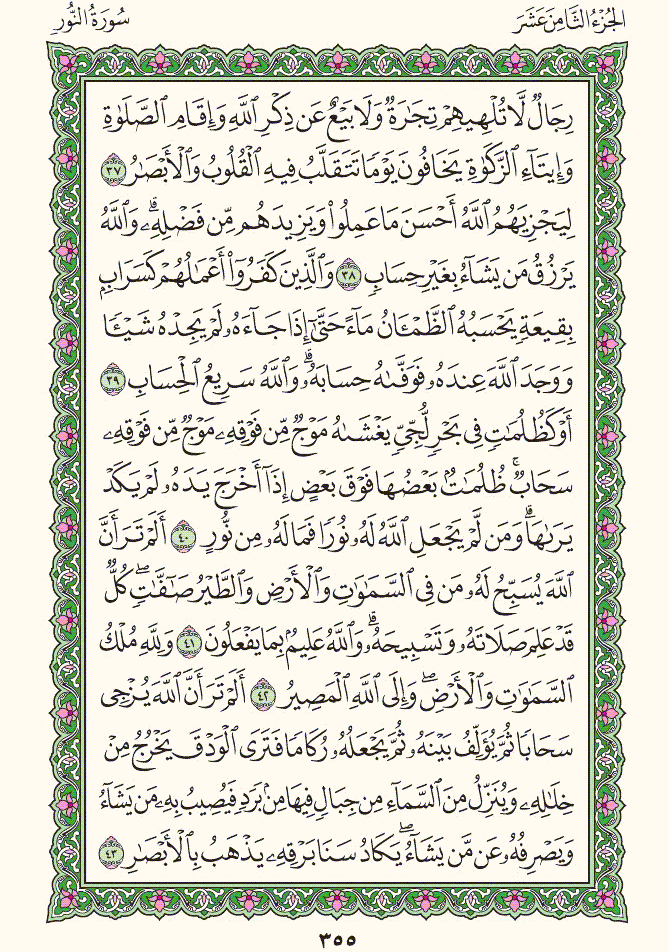 الجُزْءُ الثَّامِنَ عَشَرَ
سُورَةُ النُّورِ
رِجَالٌ لَّا تُلْهِيهِمْ تِجَٰرَةٌ وَلَا بَيْعٌ عَن ذِكْرِ ٱللَّهِ وَإِقَامِ ٱلصَّلَوٰةِ
وَإِيتَآءِ ٱلزَّكَوٰةِ يَخَافُونَ يَوْمًا تَتَقَلَّبُ فِيهِ ٱلْقُلُوبُ وَٱلْأَبْصَٰرُ ٣٧
لِيَجْزِيَهُمُ ٱللَّهُ أَحْسَنَ مَا عَمِلُوا۟ وَيَزِيدَهُم مِّن فَضْلِهِۦ ۗ وَٱللَّهُ
يَرْزُقُ مَن يَشَآءُ بِغَيْرِ حِسَابٍ ٣٨ وَٱلَّذِينَ كَفَرُوٓا۟ أَعْمَٰلُهُمْ كَسَرَابٍۭ
بِقِيعَةٍ يَحْسَبُهُ ٱلظَّمْـَٔانُ مَآءً حَتَّىٰٓ إِذَا جَآءَهُۥ لَمْ يَجِدْهُ شَيْـًٔا
وَوَجَدَ ٱللَّهَ عِندَهُۥ فَوَفَّىٰهُ حِسَابَهُۥ ۗ وَٱللَّهُ سَرِيعُ ٱلْحِسَابِ ٣٩
أَوْ كَظُلُمَٰتٍ فِى بَحْرٍ لُّجِّىٍّ يَغْشَىٰهُ مَوْجٌ مِّن فَوْقِهِۦ مَوْجٌ مِّن فَوْقِهِۦ
سَحَابٌ ۚ ظُلُمَٰتٌۢ بَعْضُهَا فَوْقَ بَعْضٍ إِذَآ أَخْرَجَ يَدَهُۥ لَمْ يَكَدْ
يَرَىٰهَا ۗ وَمَن لَّمْ يَجْعَلِ ٱللَّهُ لَهُۥ نُورًا فَمَا لَهُۥ مِن نُّورٍ ٤٠ أَلَمْ تَرَ أَنَّ
ٱللَّهَ يُسَبِّحُ لَهُۥ مَن فِى ٱلسَّمَٰوَٰتِ وَٱلْأَرْضِ وَٱلطَّيْرُ صَٰٓفَّٰتٍ ۖ كُلٌّ
قَدْ عَلِمَ صَلَاتَهُۥ وَتَسْبِيحَهُۥ ۗ وَٱللَّهُ عَلِيمٌۢ بِمَا يَفْعَلُونَ ٤١ وَلِلَّهِ مُلْكُ
ٱلسَّمَٰوَٰتِ وَٱلْأَرْضِ ۖ وَإِلَى ٱللَّهِ ٱلْمَصِيرُ ٤٢ أَلَمْ تَرَ أَنَّ ٱللَّهَ يُزْجِى
سَحَابًا ثُمَّ يُؤَلِّفُ بَيْنَهُۥ ثُمَّ يَجْعَلُهُۥ رُكَامًا فَتَرَى ٱلْوَدْقَ يَخْرُجُ مِنْ
خِلَٰلِهِۦ وَيُنَزِّلُ مِنَ ٱلسَّمَآءِ مِن جِبَالٍ فِيهَا مِنۢ بَرَدٍ فَيُصِيبُ بِهِۦ مَن يَشَآءُ
وَيَصْرِفُهُۥ عَن مَّن يَشَآءُ ۖ يَكَادُ سَنَا بَرْقِهِۦ يَذْهَبُ بِٱلْأَبْصَٰرِ ٤٣
٣٥٥